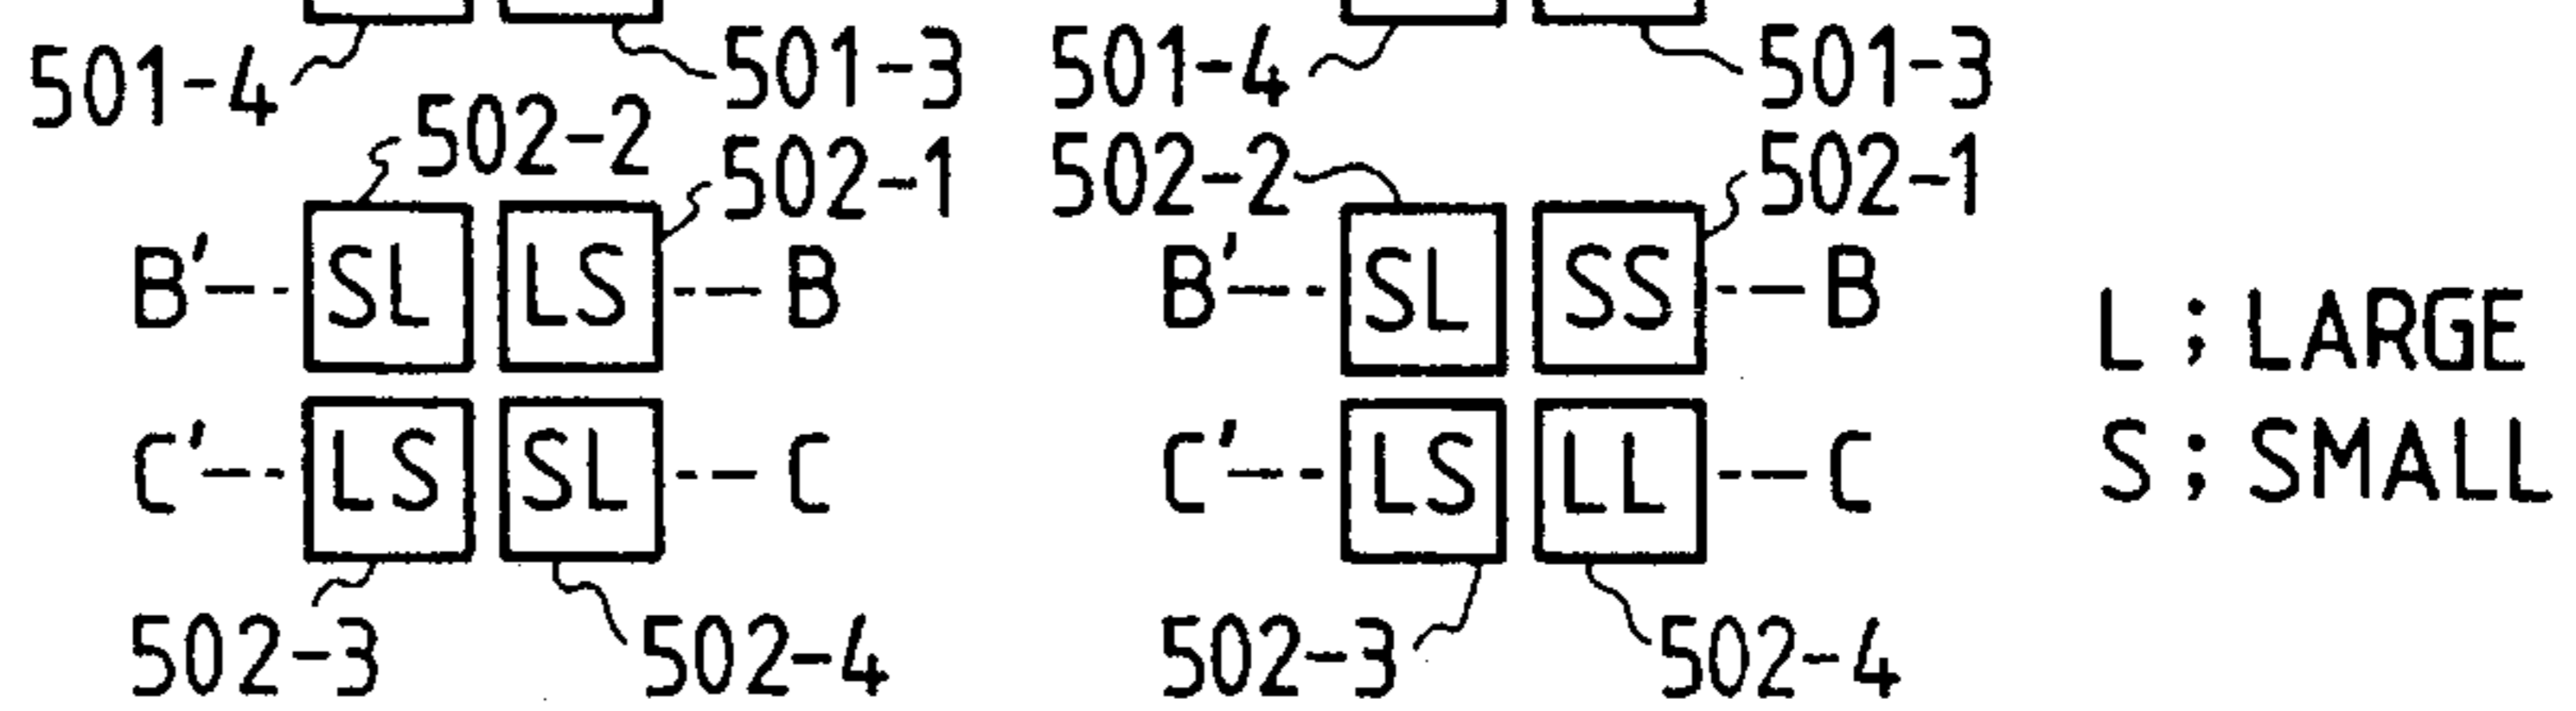 501-4 501-3 501-4 501-3
502-2 502-1 502-2 502-1
B' SL LS B B' SL SS B L ; LARGE
C' LS SL C C' LS LL C S ; SMALL
502-3 502-4 502-3 502-4